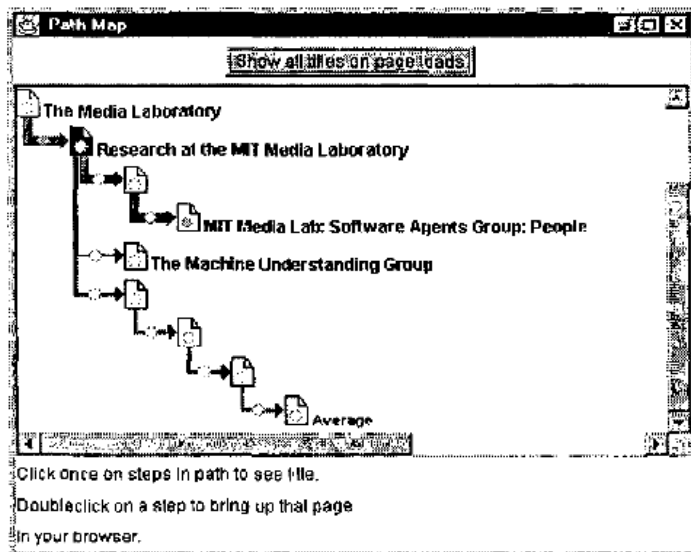 Path Map
Show all titles on page loads
The Media Laboratory
Research at the MIT Media Laboratory
MIT Media Lab: Software Agents Group: People
The Machine Understanding Group
Average
Click once on steps in path to see title.
Doubleclick on a step to bring up that page
in your browser.